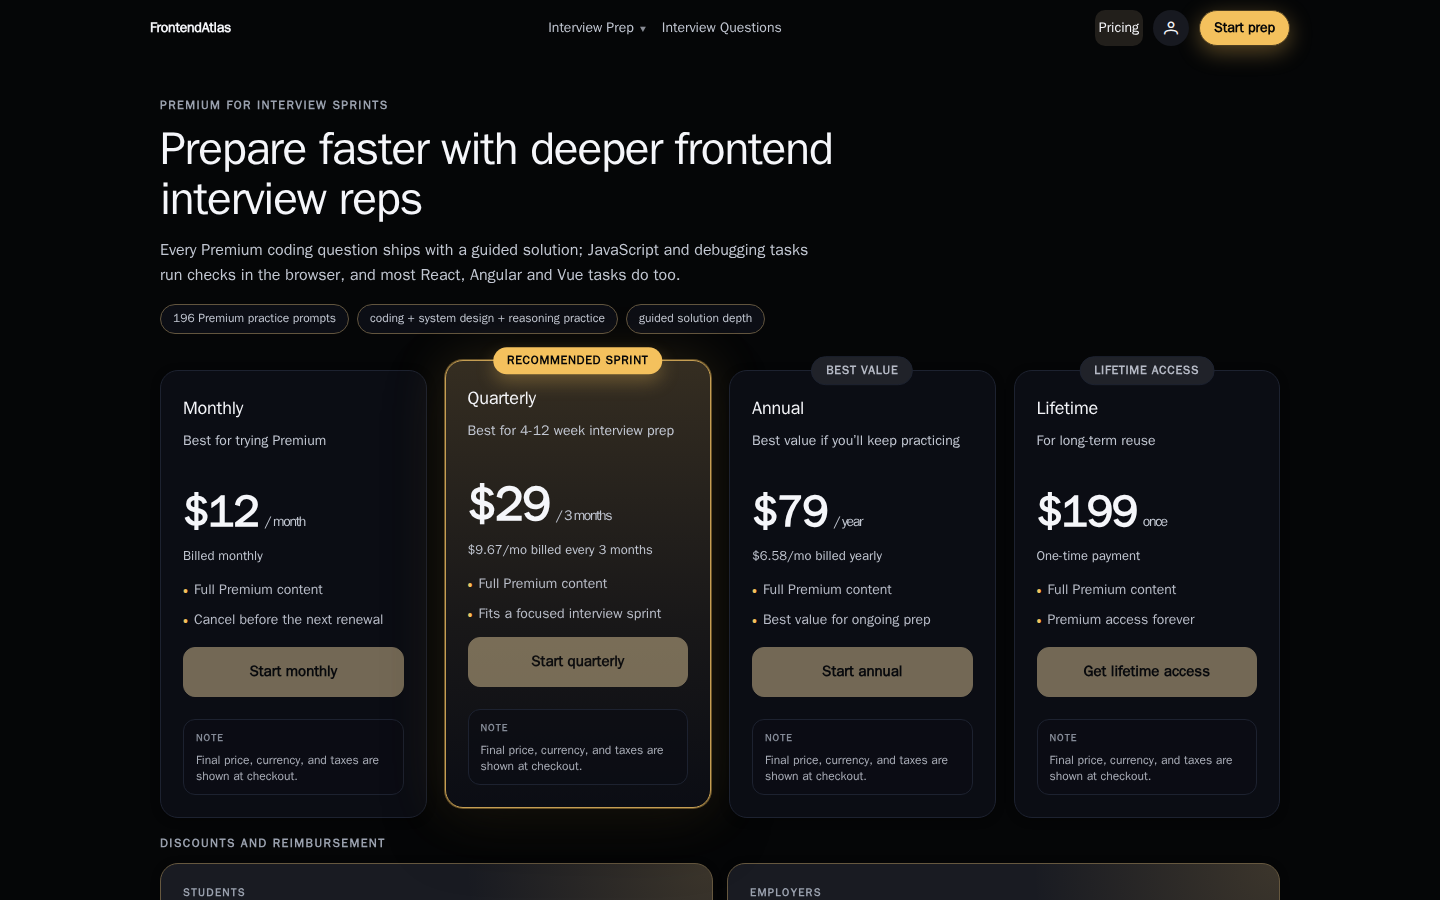 FrontendAtlas
Interview Prep ▾
Interview Questions
Pricing
Start prep
PREMIUM FOR INTERVIEW SPRINTS
Prepare faster with deeper frontend
interview reps
Every Premium coding question ships with a guided solution; JavaScript and debugging tasks
run checks in the browser, and most React, Angular and Vue tasks do too.
196 Premium practice prompts
coding + system design + reasoning practice
guided solution depth
Monthly
Best for trying Premium
$12 / month
Billed monthly
• Full Premium content
• Cancel before the next renewal
Start monthly
NOTE
Final price, currency, and taxes are
shown at checkout.
RECOMMENDED SPRINT
Quarterly
Best for 4-12 week interview prep
$29 / 3 months
$9.67/mo billed every 3 months
• Full Premium content
• Fits a focused interview sprint
Start quarterly
NOTE
Final price, currency, and taxes are
shown at checkout.
BEST VALUE
Annual
Best value if you'll keep practicing
$79 / year
$6.58/mo billed yearly
• Full Premium content
• Best value for ongoing prep
Start annual
NOTE
Final price, currency, and taxes are
shown at checkout.
LIFETIME ACCESS
Lifetime
For long-term reuse
$199 once
One-time payment
• Full Premium content
• Premium access forever
Get lifetime access
NOTE
Final price, currency, and taxes are
shown at checkout.
DISCOUNTS AND REIMBURSEMENT
STUDENTS
EMPLOYERS